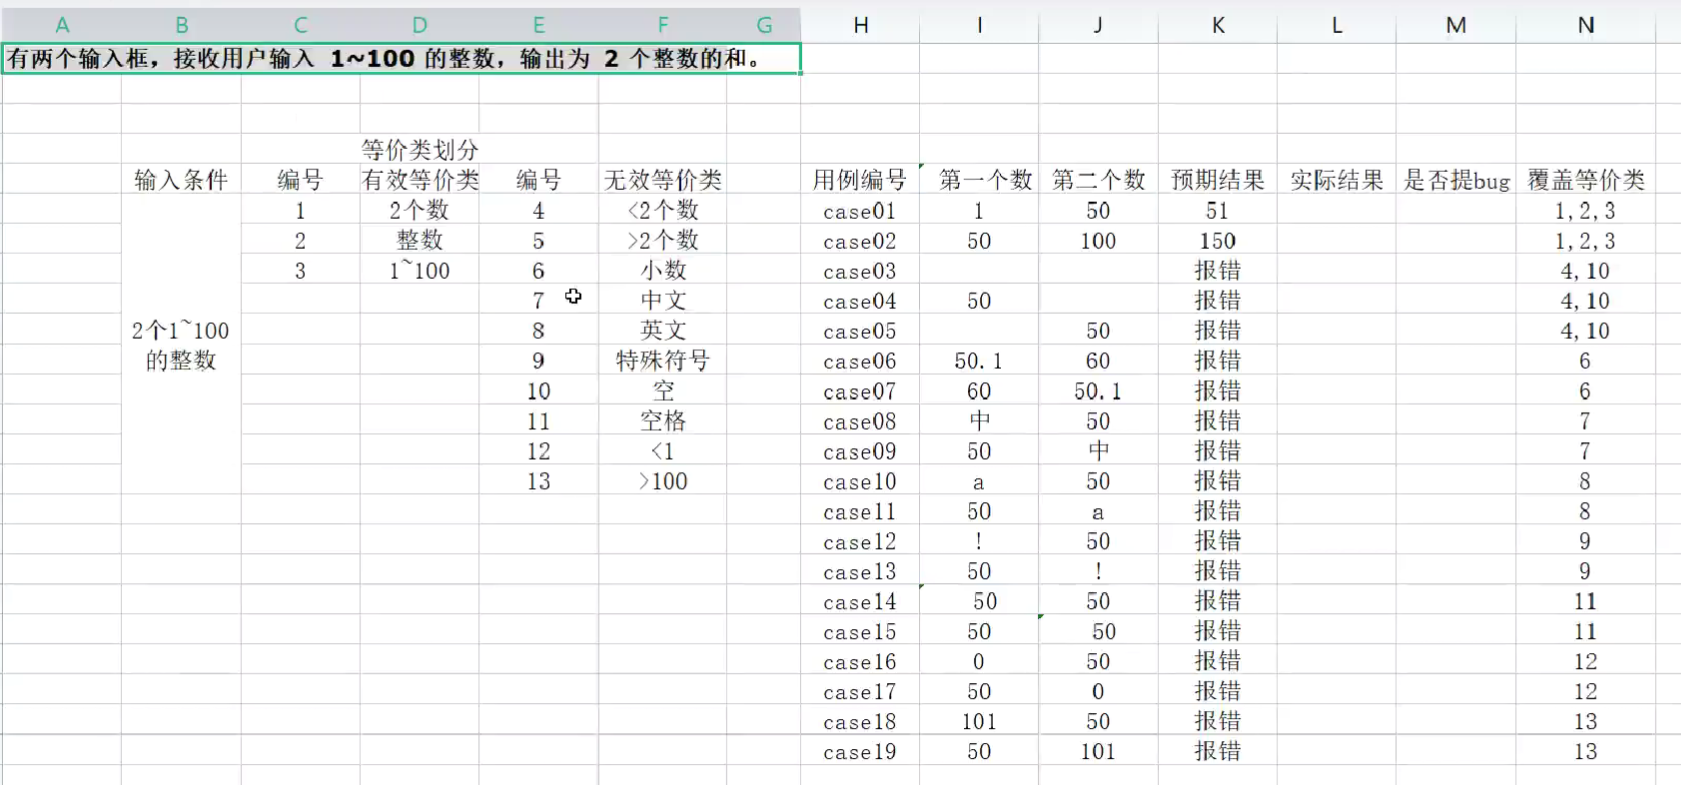 A B C D E F G H I J K L M N
有两个输入框，接收用户输入 1~100 的整数，输出为 2 个整数的和。
等价类划分
输入条件 编号 有效等价类 编号 无效等价类 用例编号 第一个数 第二个数 预期结果 实际结果 是否提bug 覆盖等价类
1 2个数 4 <2个数 case01 1 50 51 1,2,3
2 整数 5 >2个数 case02 50 100 150 1,2,3
3 1~100 6 小数 case03 报错 4,10
7 中文 case04 50 报错 4,10
2个1~100 8 英文 case05 50 报错 4,10
的整数 9 特殊符号 case06 50.1 60 报错 6
10 空 case07 60 50.1 报错 6
11 空格 case08 中 50 报错 7
12 <1 case09 50 中 报错 7
13 >100 case10 a 50 报错 8
case11 50 a 报错 8
case12 ! 50 报错 9
case13 50 ! 报错 9
case14 50 50 报错 11
case15 50 50 报错 11
case16 0 50 报错 12
case17 50 0 报错 12
case18 101 50 报错 13
case19 50 101 报错 13